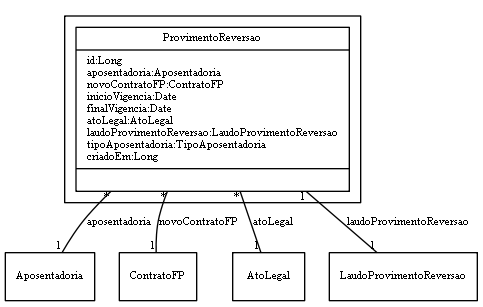 ProvimentoReversao
id:Long
aposentadoria:Aposentadoria
novoContratoFP:ContratoFP
inicioVigencia:Date
finalVigencia:Date
atoLegal:AtoLegal
laudoProvimentoReversao:LaudoProvimentoReversao
tipoAposentadoria:TipoAposentadoria
criadoEm:Long
* * * 1
aposentadoria novoContratoFP atoLegal laudoProvimentoReversao
1 1 1 1
Aposentadoria ContratoFP AtoLegal LaudoProvimentoReversao